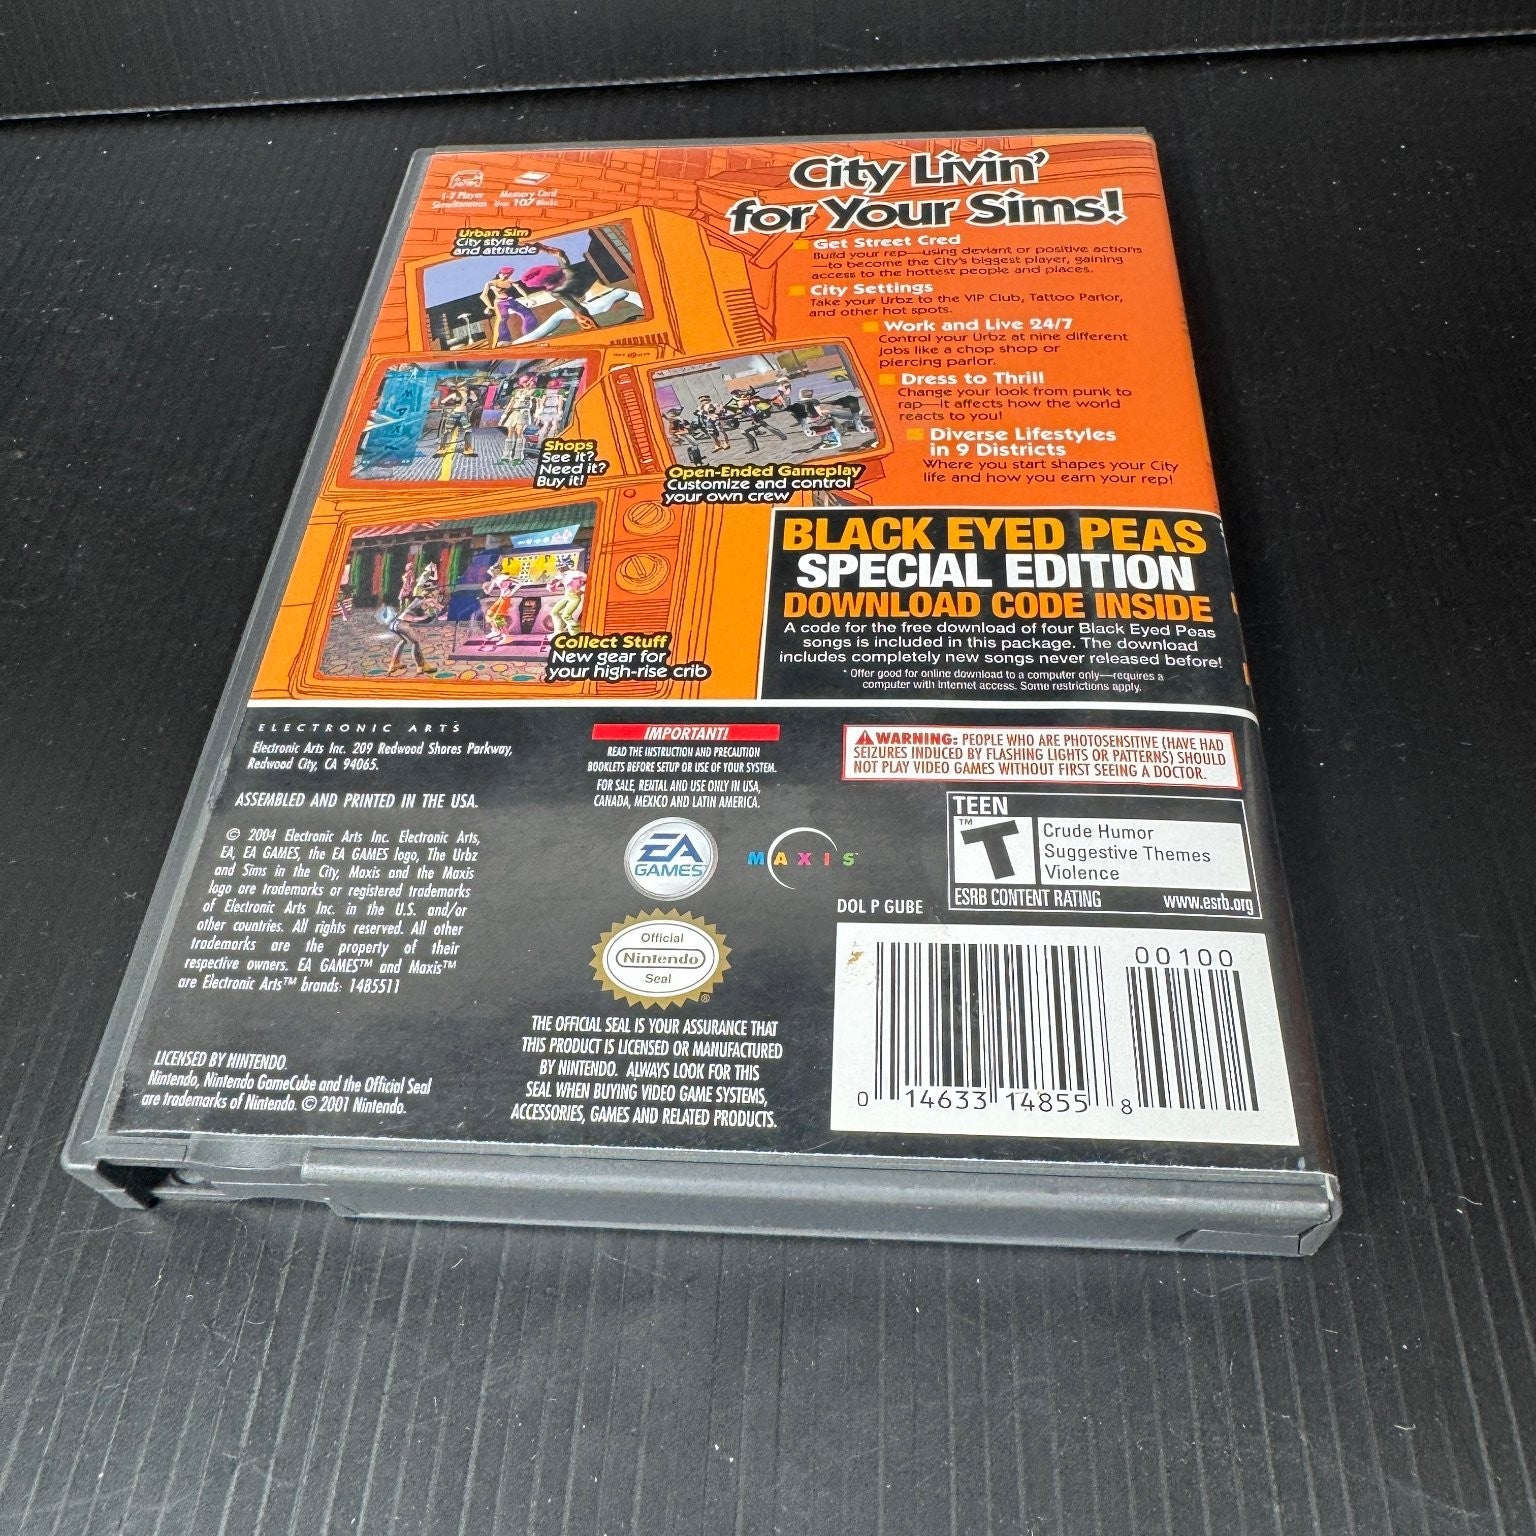 City Livin'
for Your Sims!
1-2 Player
Simultaneous
Memory Card
107
Get Street Cred
Build your rep—using deviant or positive actions
—to become the City's biggest player, gaining
access to the hottest people and places.
City Settings
Take your Urbz to the VIP Club, Tattoo Parlor,
and other hot spots.
Work and Live 24/7
Control your Urbz at nine different
jobs like a chop shop or
piercing parlor.
Dress to Thrill
Change your look from punk to
rap—it affects how the world
reacts to you!
Diverse Lifestyles
in 9 Districts
Where you start shapes your City
life and how you earn your rep!
Urban Sim
City style
and attitude
Shops
See it?
Need it?
Buy it!
Open-Ended Gameplay
Customize and control
your own crew
Collect Stuff
New gear for
your high-rise crib
BLACK EYED PEAS
SPECIAL EDITION
DOWNLOAD CODE INSIDE
A code for the free download of four Black Eyed Peas
songs is included in this package. The download
includes completely new songs never released before!
* Offer good for online download to a computer only—requires a
computer with Internet access. Some restrictions apply.
ELECTRONIC ARTS™
Electronic Arts Inc. 209 Redwood Shores Parkway,
Redwood City, CA 94065.
ASSEMBLED AND PRINTED IN THE USA.
© 2004 Electronic Arts Inc. Electronic Arts,
EA, EA GAMES, the EA GAMES logo, The Urbz
and Sims in the City, Maxis and the Maxis
logo are trademarks or registered trademarks
of Electronic Arts Inc. in the U.S. and/or
other countries. All rights reserved. All other
trademarks are the property of their
respective owners. EA GAMES™ and Maxis™
are Electronic Arts™ brands. 1485511
LICENSED BY NINTENDO.
Nintendo, Nintendo GameCube and the Official Seal
are trademarks of Nintendo. © 2001 Nintendo.
IMPORTANT!
READ THE INSTRUCTION AND PRECAUTION
BOOKLETS BEFORE SETUP OR USE OF YOUR SYSTEM.
FOR SALE, RENTAL AND USE ONLY IN USA,
CANADA, MEXICO AND LATIN AMERICA.
EA
GAMES™
MAXIS™
Official
Nintendo
Seal
®
THE OFFICIAL SEAL IS YOUR ASSURANCE THAT
THIS PRODUCT IS LICENSED OR MANUFACTURED
BY NINTENDO. ALWAYS LOOK FOR THIS
SEAL WHEN BUYING VIDEO GAME SYSTEMS,
ACCESSORIES, GAMES AND RELATED PRODUCTS.
WARNING: PEOPLE WHO ARE PHOTOSENSITIVE (HAVE HAD
SEIZURES INDUCED BY FLASHING LIGHTS OR PATTERNS) SHOULD
NOT PLAY VIDEO GAMES WITHOUT FIRST SEEING A DOCTOR.
TEEN
T
™
Crude Humor
Suggestive Themes
Violence
ESRB CONTENT RATING www.esrb.org
DOL P GUBE
00100
0 14633 14855 8